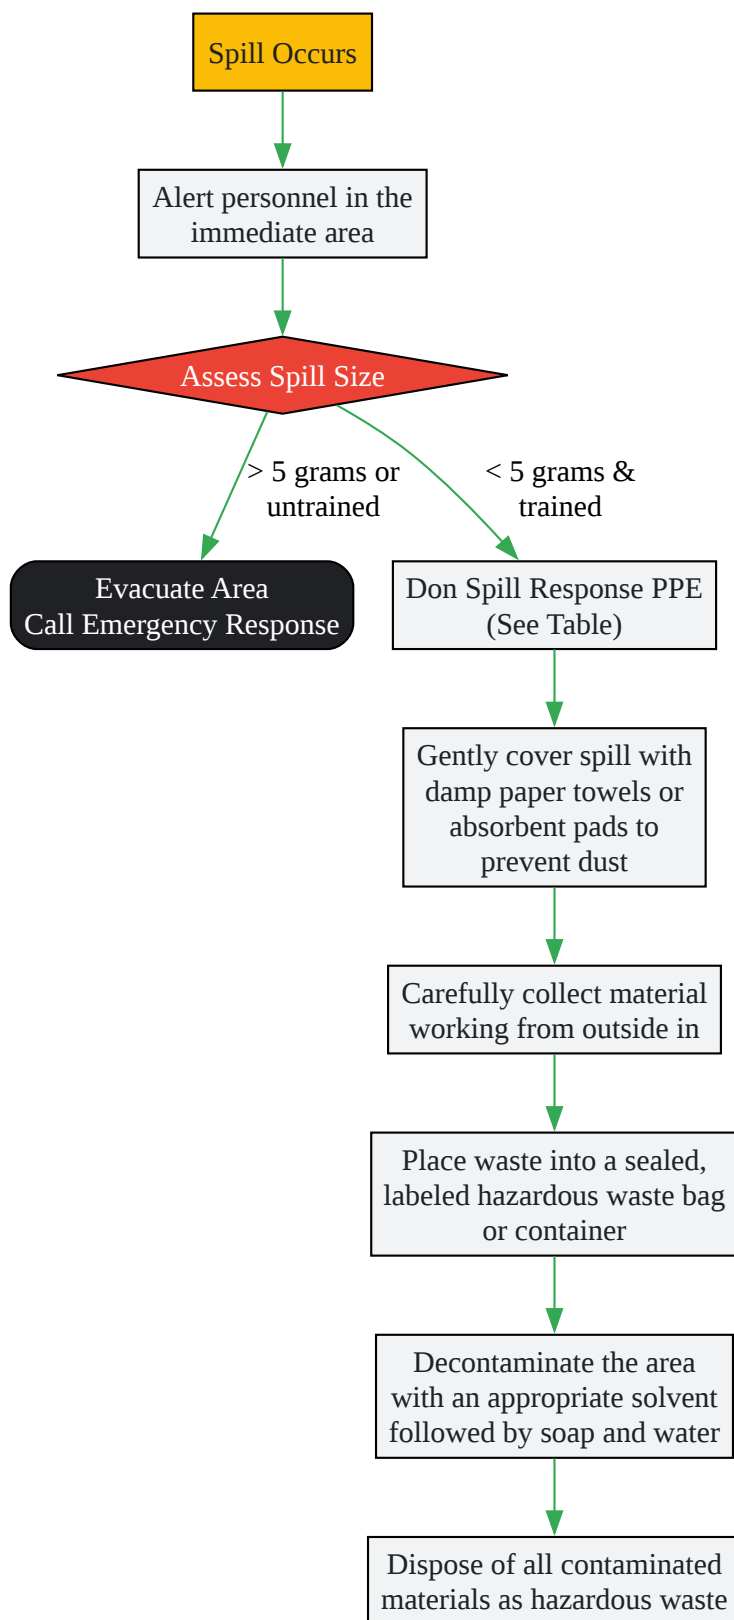 Spill Occurs
Alert personnel in the
immediate area
Assess Spill Size
> 5 grams or
untrained
< 5 grams &
trained
Evacuate Area
Call Emergency Response
Don Spill Response PPE
(See Table)
Gently cover spill with
damp paper towels or
absorbent pads to
prevent dust
Carefully collect material
working from outside in
Place waste into a sealed,
labeled hazardous waste bag
or container
Decontaminate the area
with an appropriate solvent
followed by soap and water
Dispose of all contaminated
materials as hazardous waste